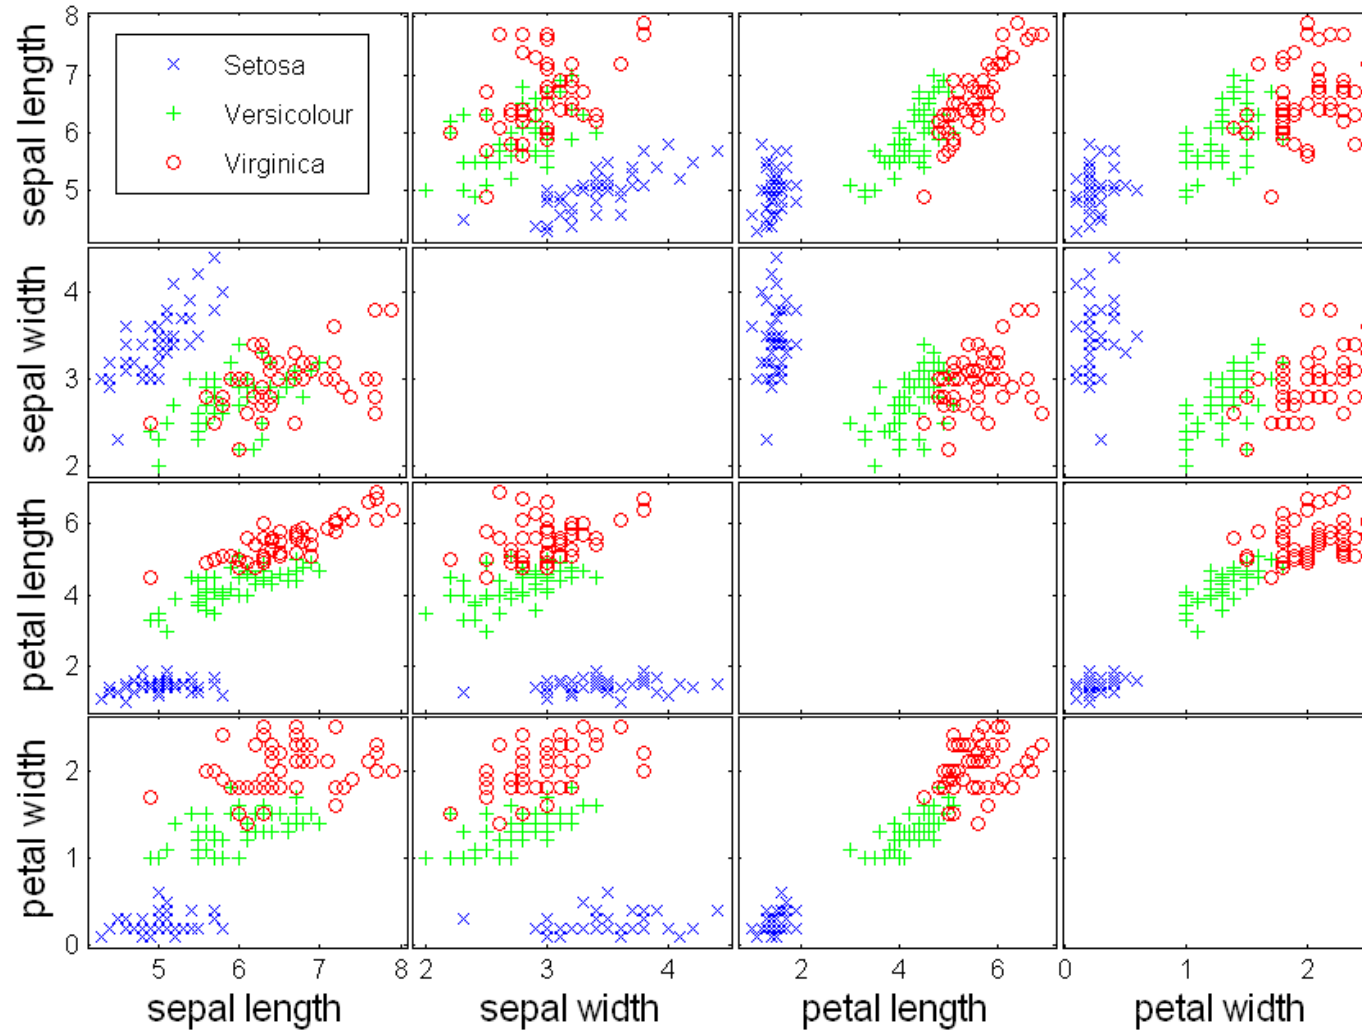 8
sepal length
7
6
5
Setosa
Versicolour
Virginica
sepal width
4
3
2
petal length
6
4
2
petal width
2
1
0
5 6 7 8 2 3 4 2 4 6 0 1 2
sepal length sepal width petal length petal width